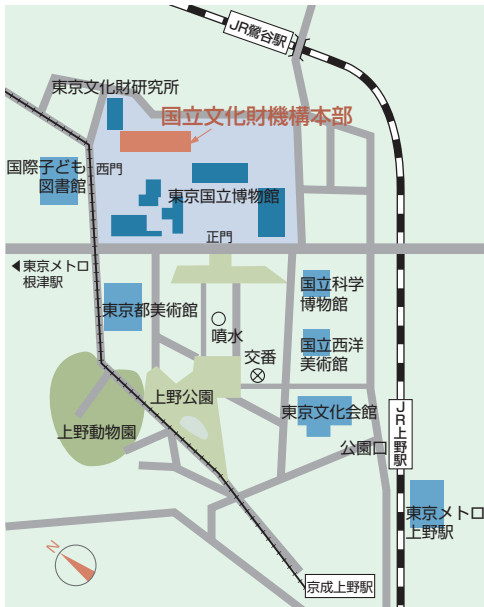 JR鶯谷駅
東京文化財研究所
国立文化財機構本部
国際子ども
図書館
西門
東京国立博物館
正門
東京メトロ
根津駅
国立科学
博物館
東京都美術館
噴水
国立西洋
美術館
交番
上野公園
東京文化会館
上野動物園
公園口
JR上野駅
東京メトロ
上野駅
N
京成上野駅